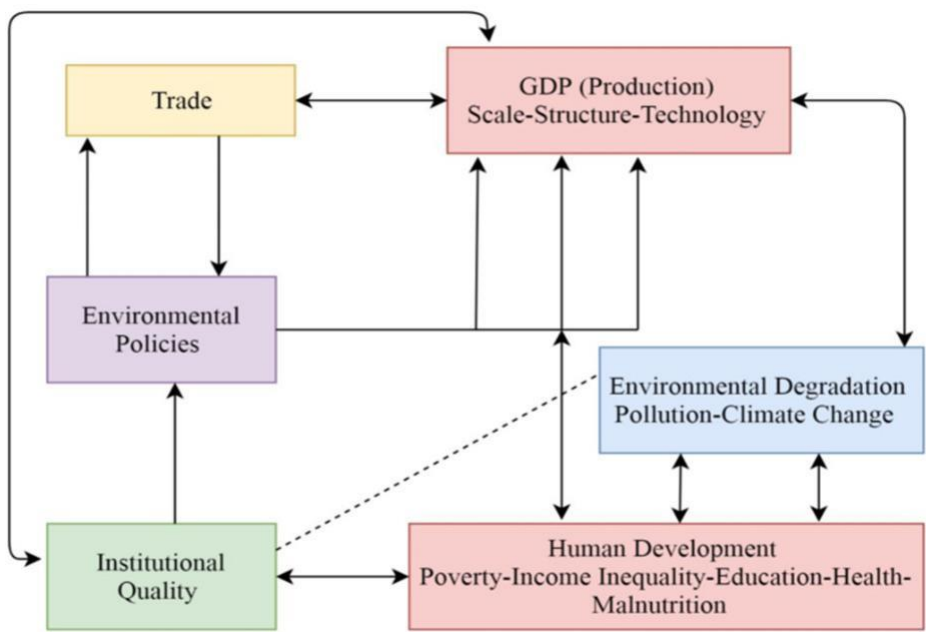 Trade
GDP (Production)
Scale-Structure-Technology
Environmental
Policies
Environmental Degradation
Pollution-Climate Change
Institutional
Quality
Human Development
Poverty-Income Inequality-Education-Health-
Malnutrition